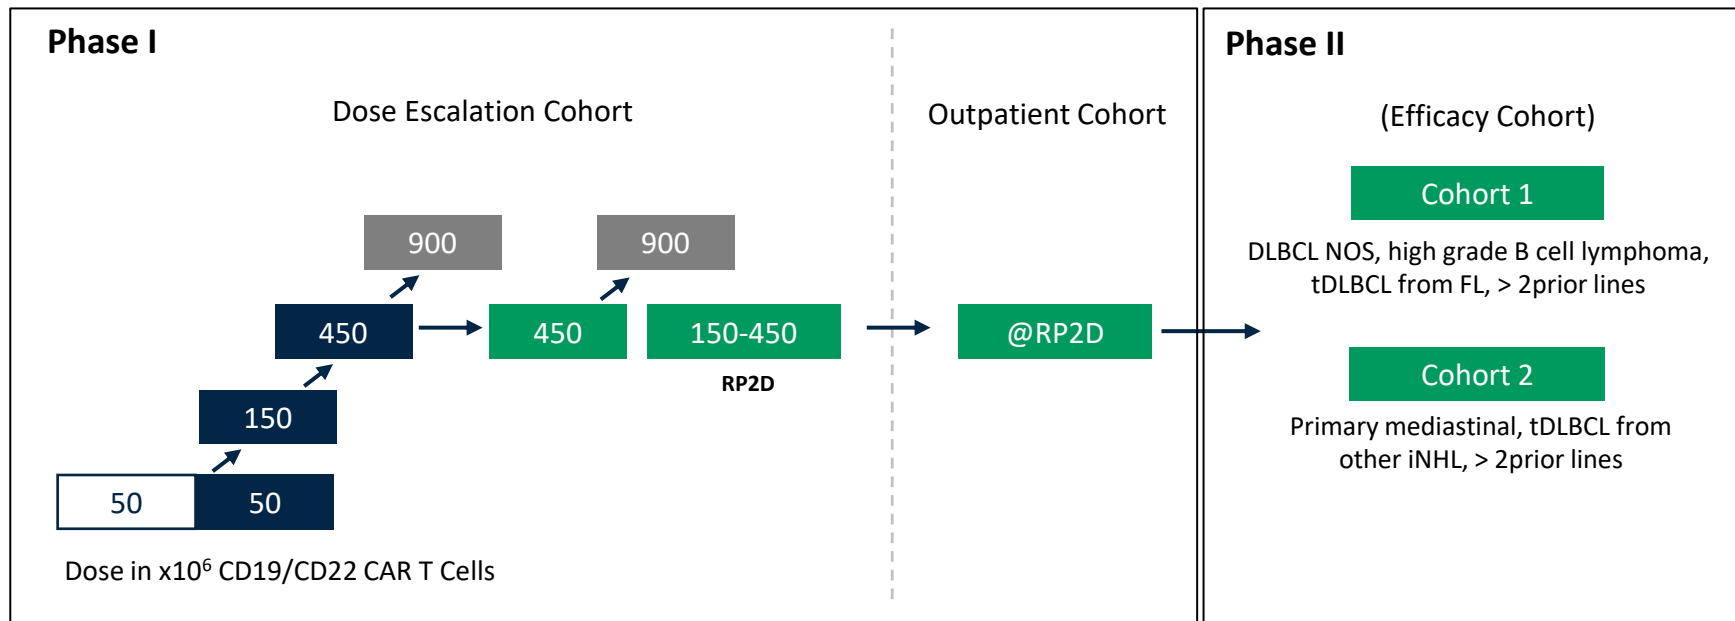 Phase I
Dose Escalation Cohort
Outpatient Cohort
900
900
450
450
150-450
@RP2D
RP2D
150
50
50
Dose in x10⁶ CD19/CD22 CAR T Cells
Phase II
(Efficacy Cohort)
Cohort 1
DLBCL NOS, high grade B cell lymphoma,
tDLBCL from FL, > 2prior lines
Cohort 2
Primary mediastinal, tDLBCL from
other iNHL, > 2prior lines